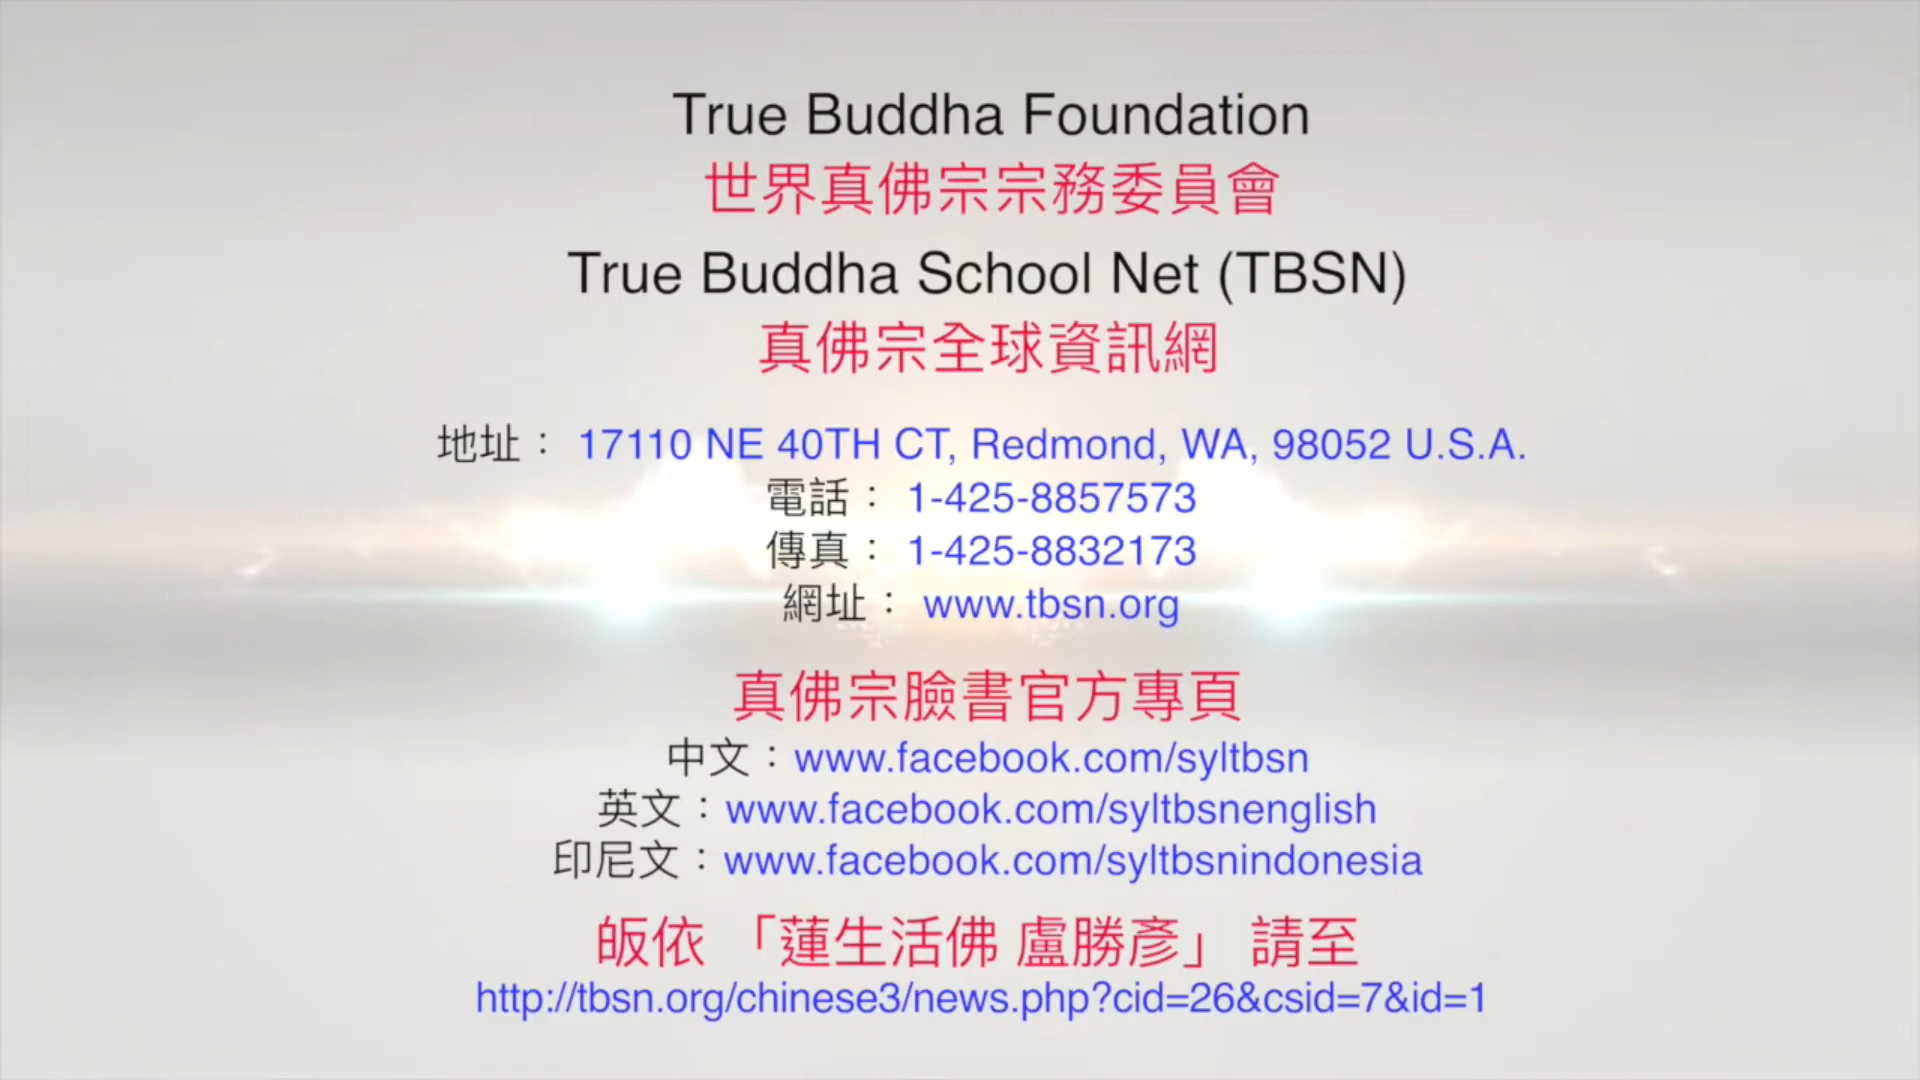 True Buddha Foundation
世界真佛宗宗務委員會
True Buddha School Net (TBSN)
真佛宗全球資訊網
地址： 17110 NE 40TH CT, Redmond, WA, 98052 U.S.A.
電話： 1-425-8857573
傳真： 1-425-8832173
網址： www.tbsn.org
真佛宗臉書官方專頁
中文：www.facebook.com/syltbsn
英文：www.facebook.com/syltbsnenglish
印尼文：www.facebook.com/syltbsnindonesia
皈依 「蓮生活佛 盧勝彥」 請至
http://tbsn.org/chinese3/news.php?cid=26&csid=7&id=1